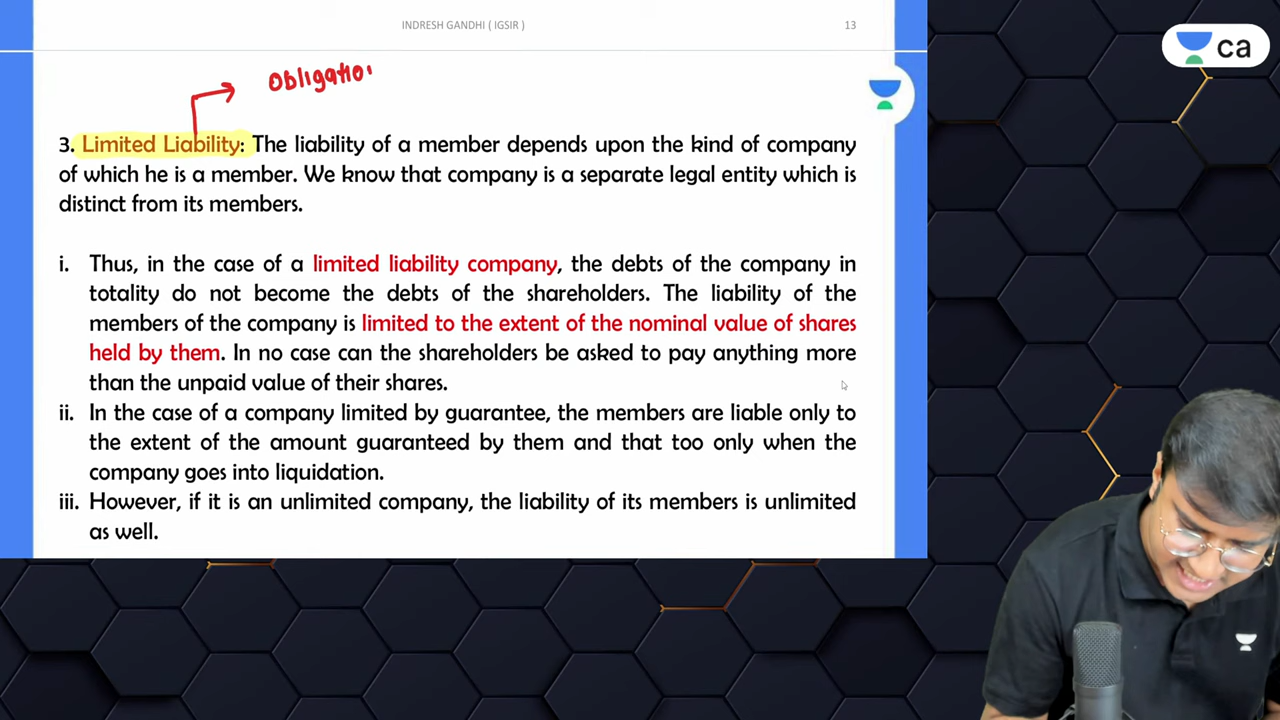 INDRESH GANDHI ( IGSIR )
13
ca
Obligation
3. Limited Liability: The liability of a member depends upon the kind of company
of which he is a member. We know that company is a separate legal entity which is
distinct from its members.
i. Thus, in the case of a limited liability company, the debts of the company in
totality do not become the debts of the shareholders. The liability of the
members of the company is limited to the extent of the nominal value of shares
held by them. In no case can the shareholders be asked to pay anything more
than the unpaid value of their shares.
ii. In the case of a company limited by guarantee, the members are liable only to
the extent of the amount guaranteed by them and that too only when the
company goes into liquidation.
iii. However, if it is an unlimited company, the liability of its members is unlimited
as well.